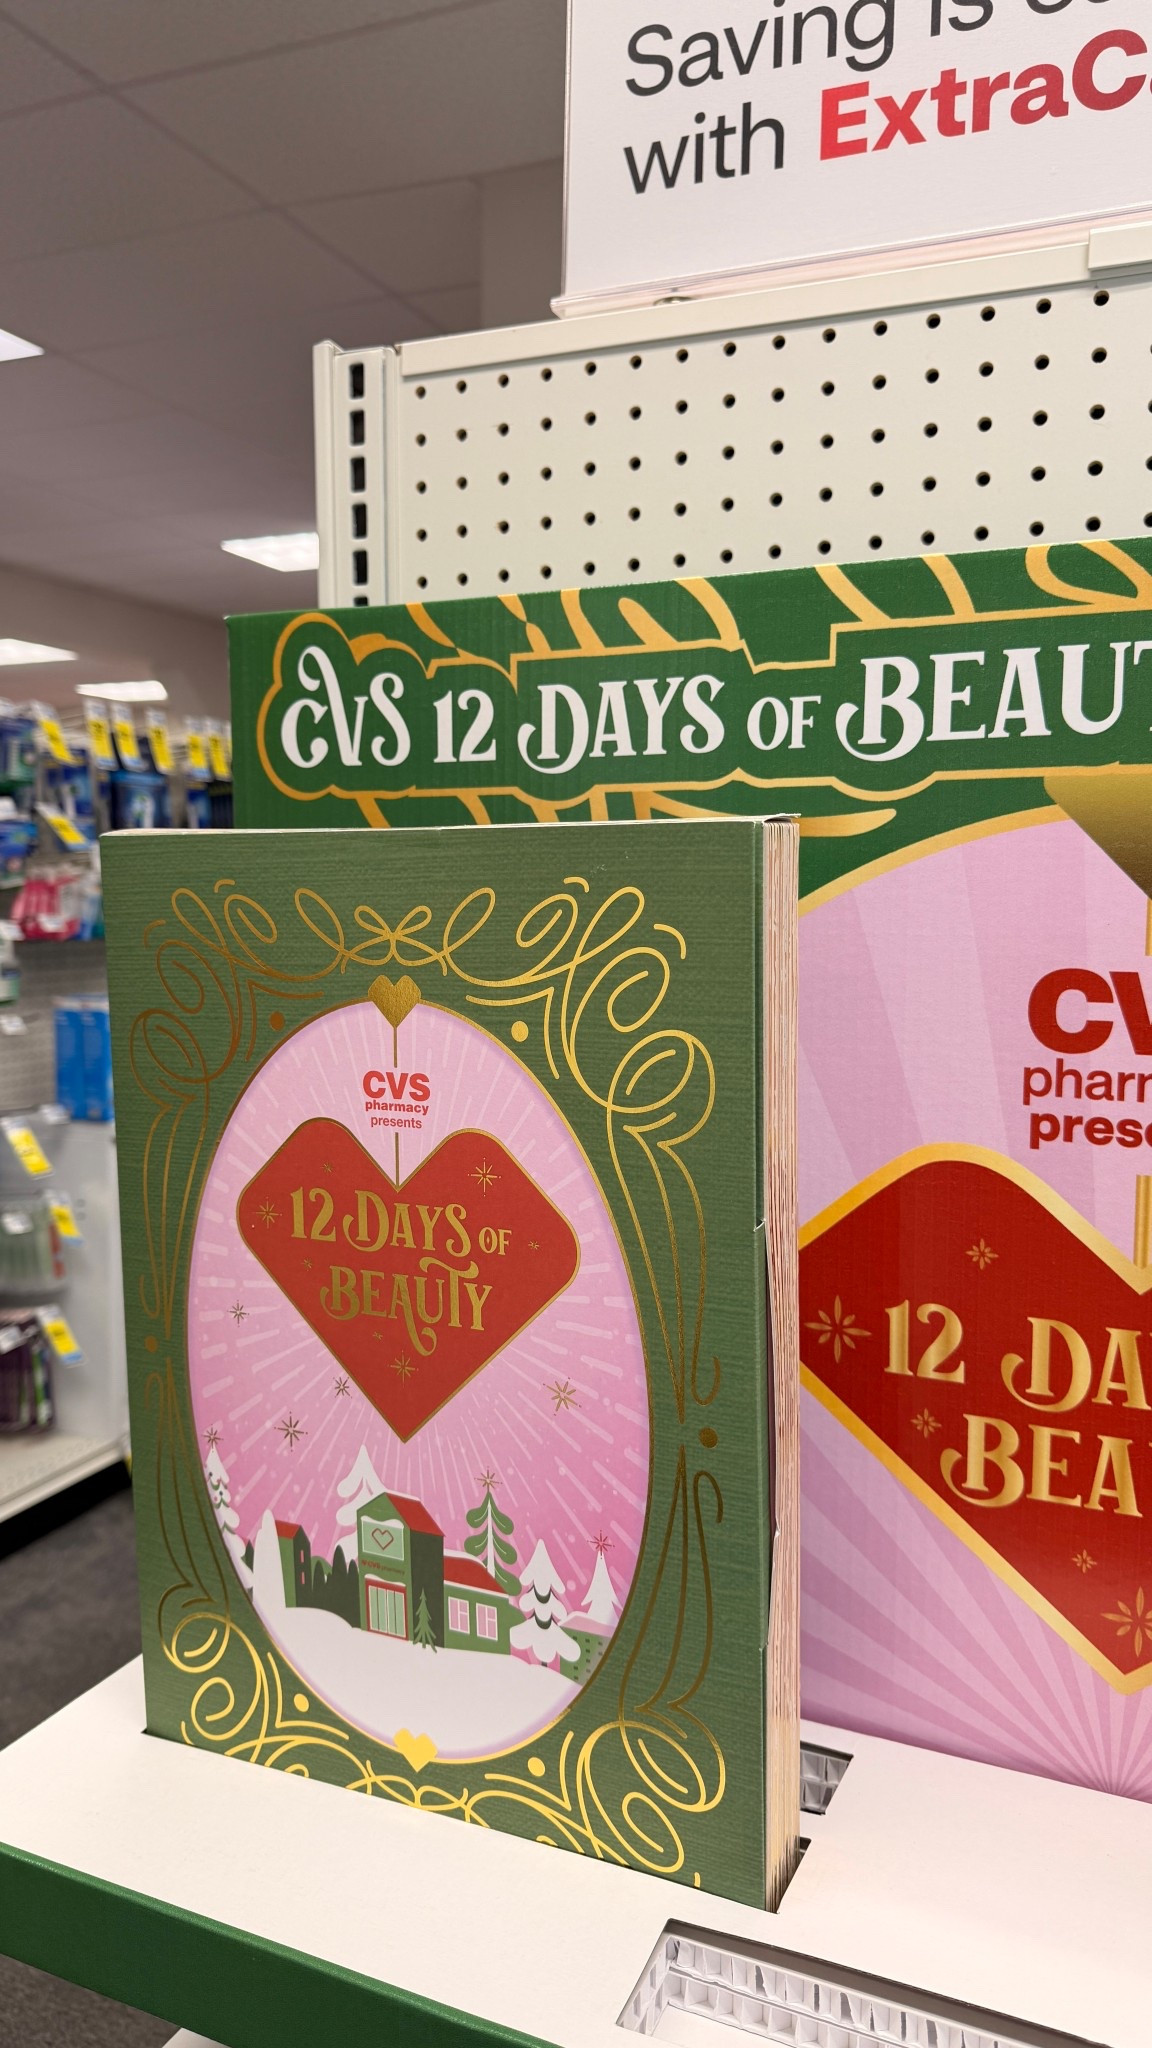 Saving is
with ExtraC
CVS 12 DAYS OF BEAUT
CVS
pharmacy
presents
12 DAYS OF
BEAUTY
CV
pharm
prese
12 DA
BEA